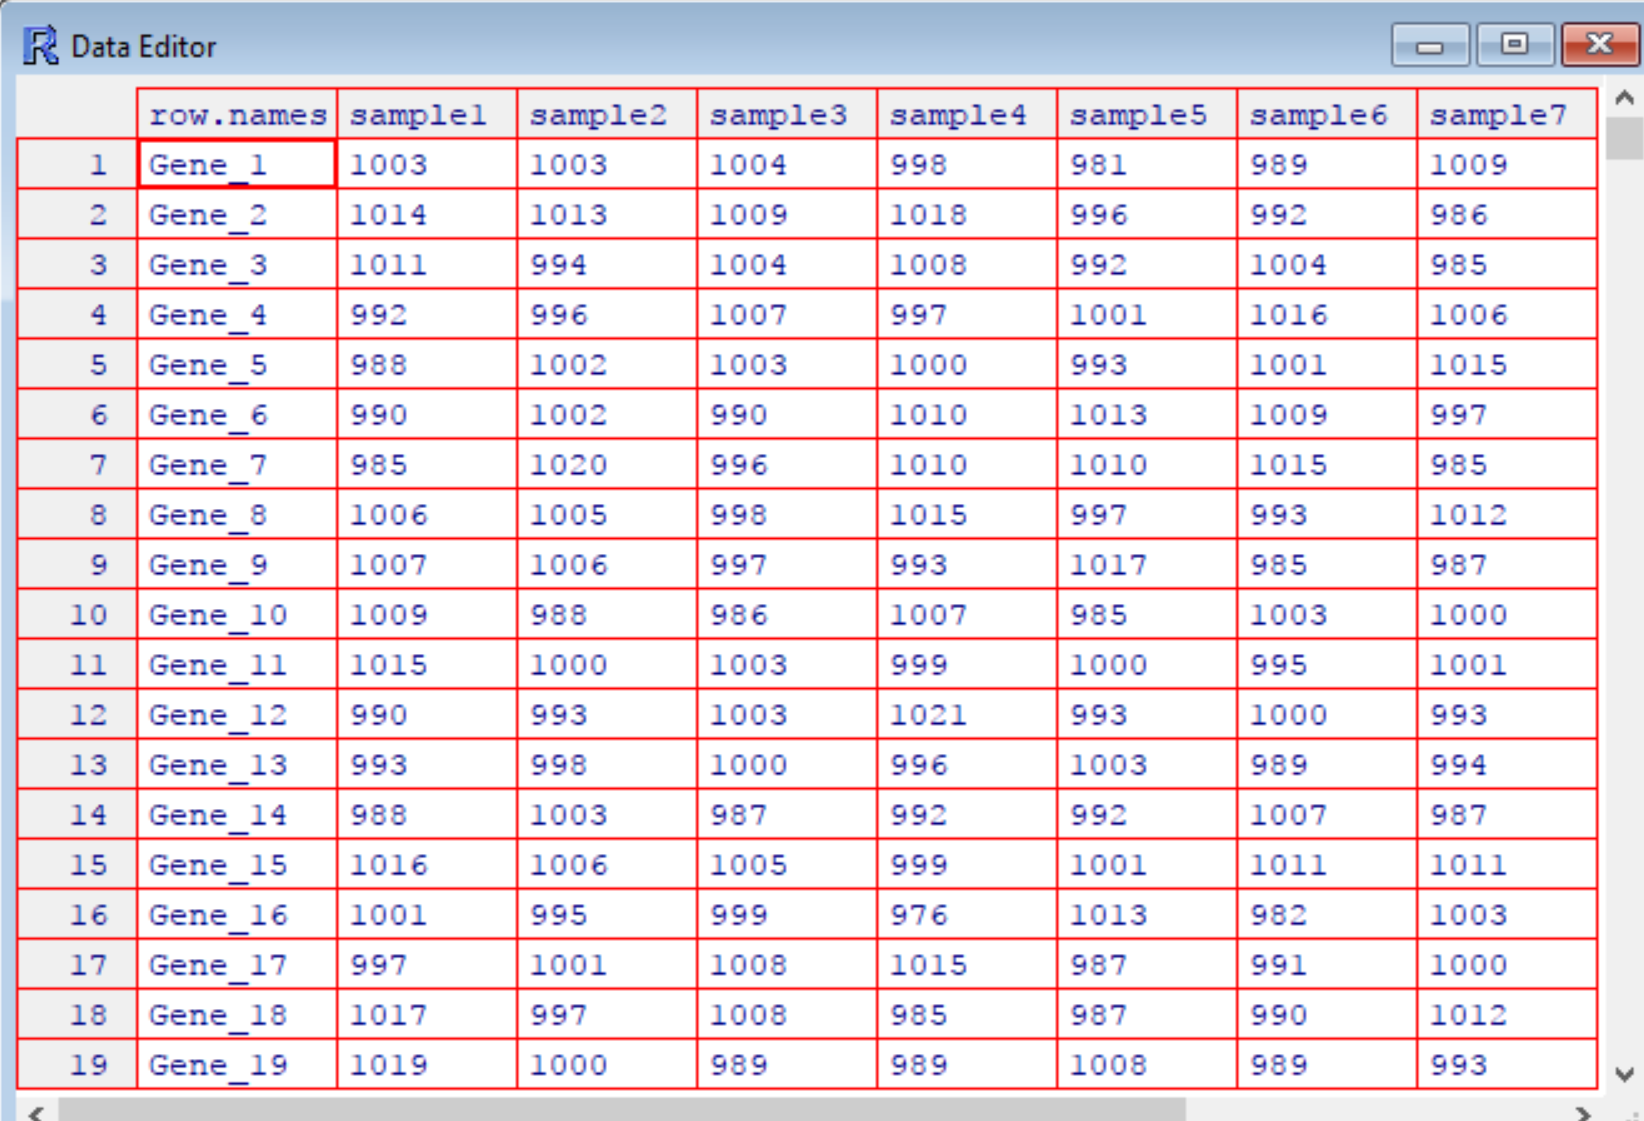 R Data Editor
row.names sample1 sample2 sample3 sample4 sample5 sample6 sample7
1 Gene_1 1003 1003 1004 998 981 989 1009
2 Gene_2 1014 1013 1009 1018 996 992 986
3 Gene_3 1011 994 1004 1008 992 1004 985
4 Gene_4 992 996 1007 997 1001 1016 1006
5 Gene_5 988 1002 1003 1000 993 1001 1015
6 Gene_6 990 1002 990 1010 1013 1009 997
7 Gene_7 985 1020 996 1010 1010 1015 985
8 Gene_8 1006 1005 998 1015 997 993 1012
9 Gene_9 1007 1006 997 993 1017 985 987
10 Gene_10 1009 988 986 1007 985 1003 1000
11 Gene_11 1015 1000 1003 999 1000 995 1001
12 Gene_12 990 993 1003 1021 993 1000 993
13 Gene_13 993 998 1000 996 1003 989 994
14 Gene_14 988 1003 987 992 992 1007 987
15 Gene_15 1016 1006 1005 999 1001 1011 1011
16 Gene_16 1001 995 999 976 1013 982 1003
17 Gene_17 997 1001 1008 1015 987 991 1000
18 Gene_18 1017 997 1008 985 987 990 1012
19 Gene_19 1019 1000 989 989 1008 989 993